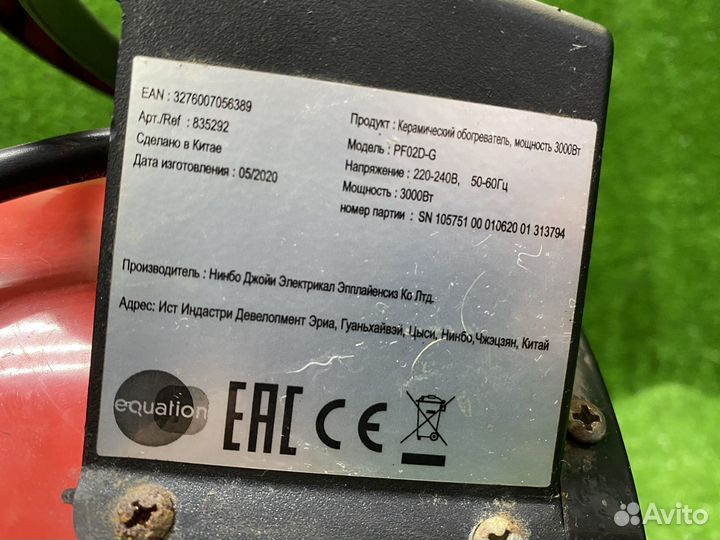 EAN : 3276007056389
Арт./Ref : 835292
Сделано в Китае
Дата изготовления : 05/2020
Продукт : Керамический обогреватель, мощность 3000Вт
Модель : PF02D-G
Напряжение : 220-240В, 50-60Гц
Мощность : 3000Вт
номер партии : SN 105751 00 010620 01 313794
Производитель : Нинбо Джойи Электрикал Эпплайенсиз Ко Лтд.
Адрес: Ист Индастри Девелопмент Эриа, Гуаньхайвэй, Цыси, Нинбо,Чжэцзян, Китай
equation
EAC CE
Avito